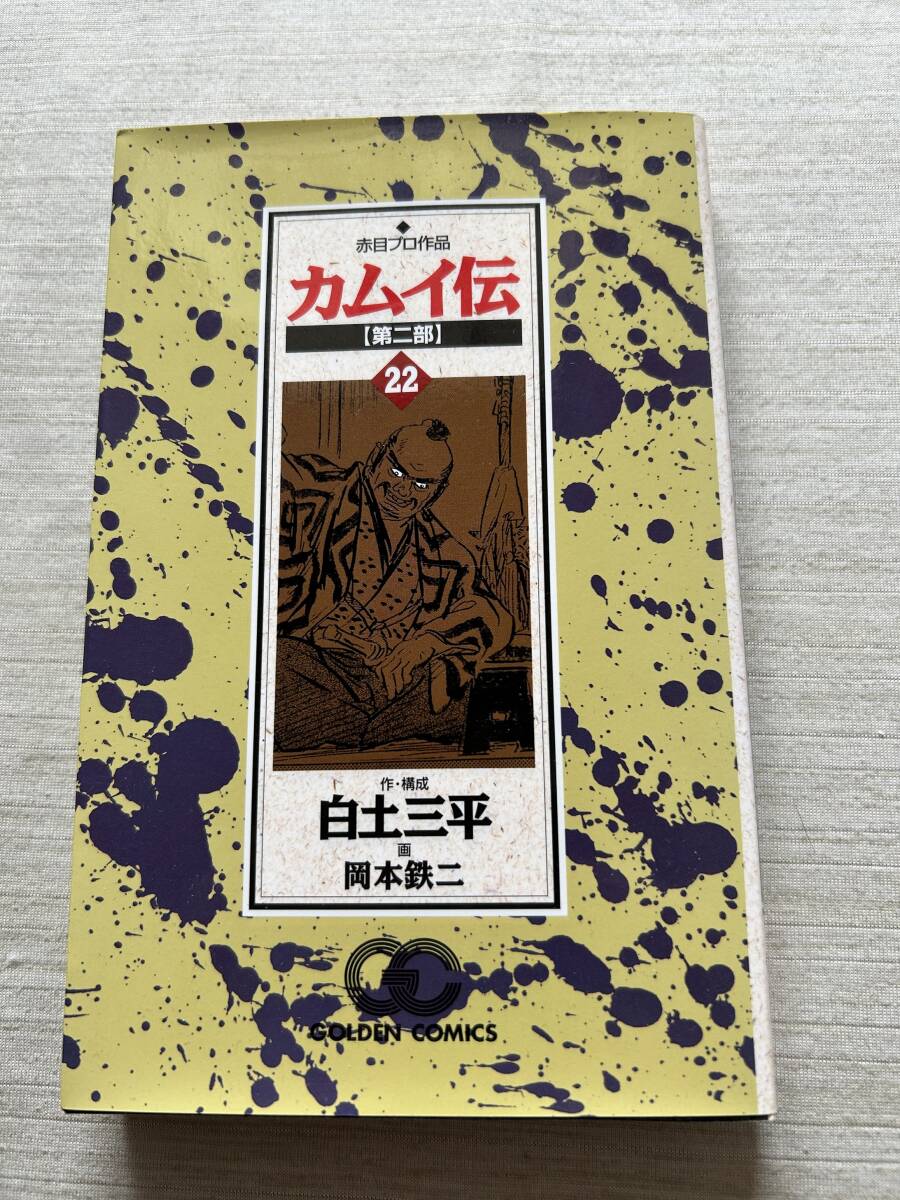 赤目プロ作品
カムイ伝
【第二部】
22
作・構成
白土三平
画
岡本鉄二
GC
GOLDEN COMICS